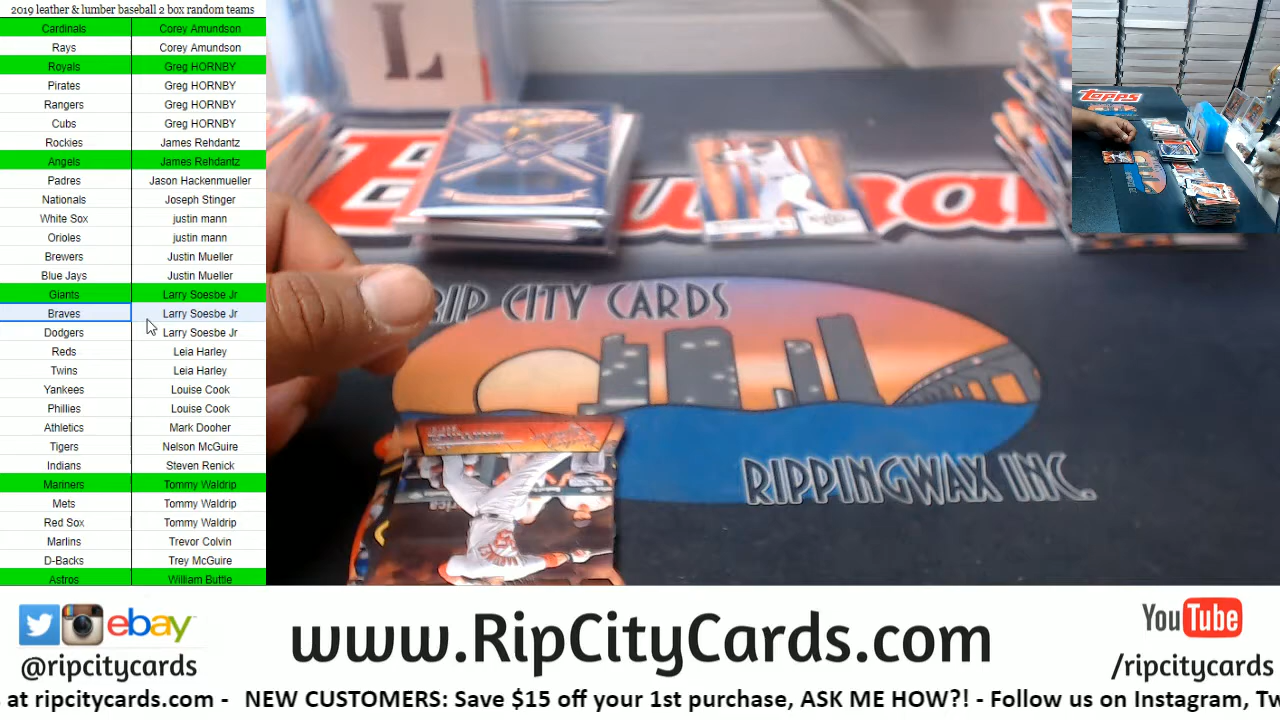 2019 leather & lumber baseball 2 box random teams
Cardinals Corey Amundson
Rays Corey Amundson
Royals Greg HORNBY
Pirates Greg HORNBY
Rangers Greg HORNBY
Cubs Greg HORNBY
Rockies James Rehdantz
Angels James Rehdantz
Padres Jason Hackenmueller
Nationals Joseph Stinger
White Sox justin mann
Orioles justin mann
Brewers Justin Mueller
Blue Jays Justin Mueller
Giants Larry Soesbe Jr
Braves Larry Soesbe Jr
Dodgers Larry Soesbe Jr
Reds Leia Harley
Twins Leia Harley
Yankees Louise Cook
Phillies Louise Cook
Athletics Mark Dooher
Tigers Nelson McGuire
Indians Steven Renick
Mariners Tommy Waldrip
Mets Tommy Waldrip
Red Sox Tommy Waldrip
Marlins Trevor Colvin
D-Backs Trey McGuire
Astros William Buttle
L
Topps
RIP CITY CARDS
RIPPINGWAX INC.
ebay
@ripcitycards
www.RipCityCards.com
YouTube
/ripcitycards
s at ripcitycards.com - NEW CUSTOMERS: Save $15 off your 1st purchase, ASK ME HOW?! - Follow us on Instagram, Tw